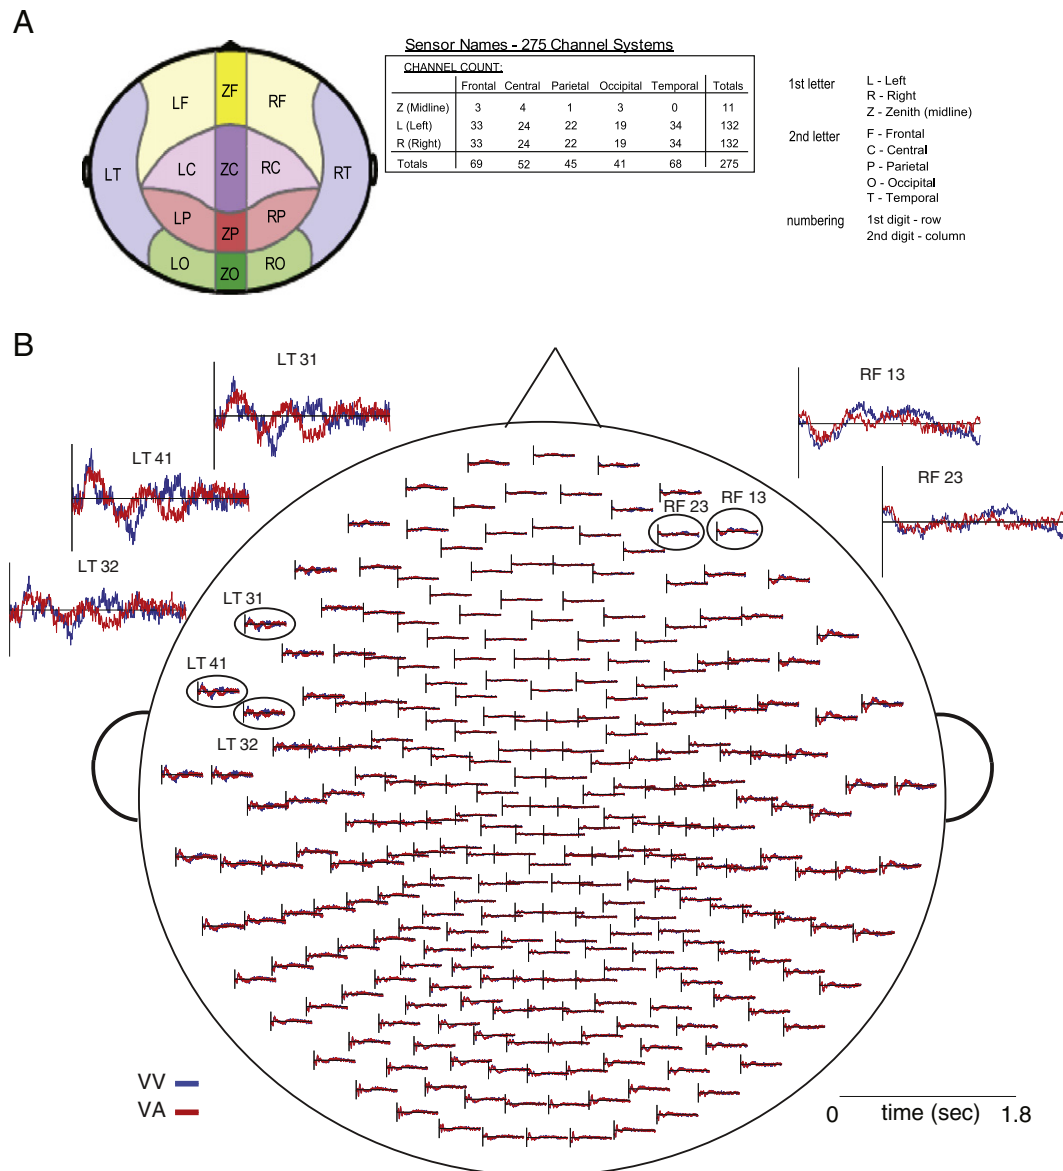 A
LF
ZF
RF
LT
LC
ZC
RC
RT
LP
ZP
RP
LO
ZO
RO
Sensor Names - 275 Channel Systems
CHANNEL COUNT:
Frontal Central Parietal Occipital Temporal Totals
Z (Midline) 3 4 1 3 0 11
L (Left) 33 24 22 19 34 132
R (Right) 33 24 22 19 34 132
Totals 69 52 45 41 68 275
1st letter
L - Left
R - Right
Z - Zenith (midline)
2nd letter
F - Frontal
C - Central
P - Parietal
O - Occipital
T - Temporal
numbering
1st digit - row
2nd digit - column
B
LT 31
LT 41
LT 32
RF 13
RF 23
RF 23
RF 13
LT 31
LT 41
LT 32
VV
VA
0 time (sec) 1.8